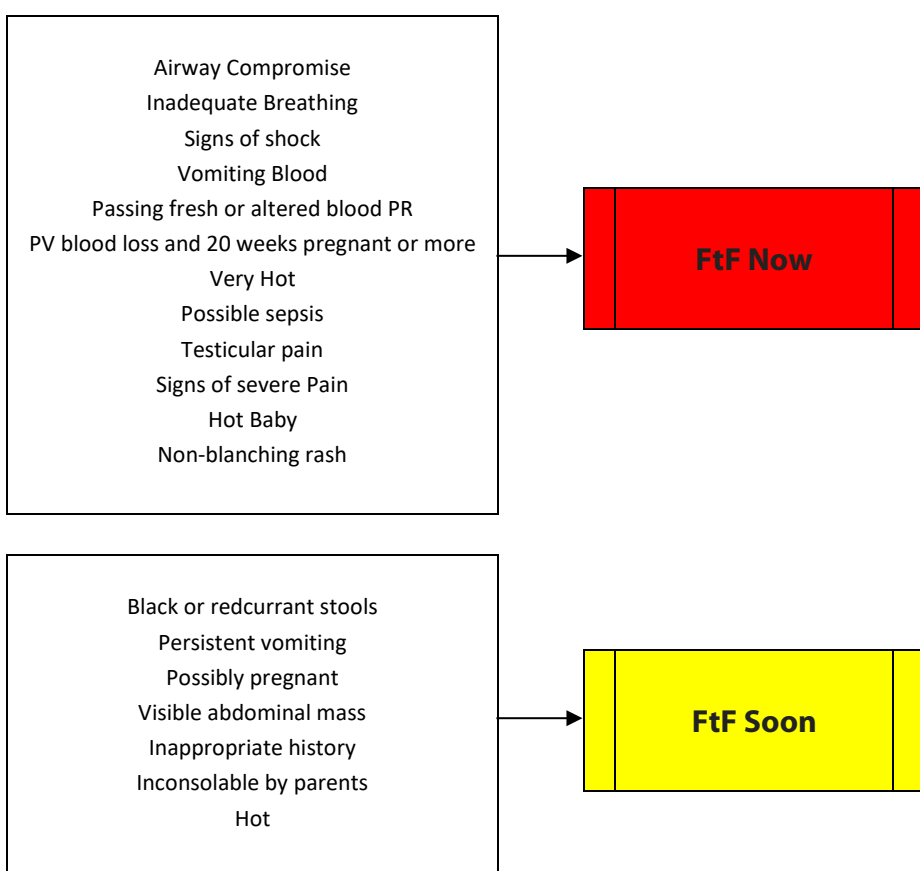 Airway Compromise
Inadequate Breathing
Signs of shock
Vomiting Blood
Passing fresh or altered blood PR
PV blood loss and 20 weeks pregnant or more
Very Hot
Possible sepsis
Testicular pain
Signs of severe Pain
Hot Baby
Non-blanching rash
FtF Now
Black or redcurrant stools
Persistent vomiting
Possibly pregnant
Visible abdominal mass
Inappropriate history
Inconsolable by parents
Hot
FtF Soon